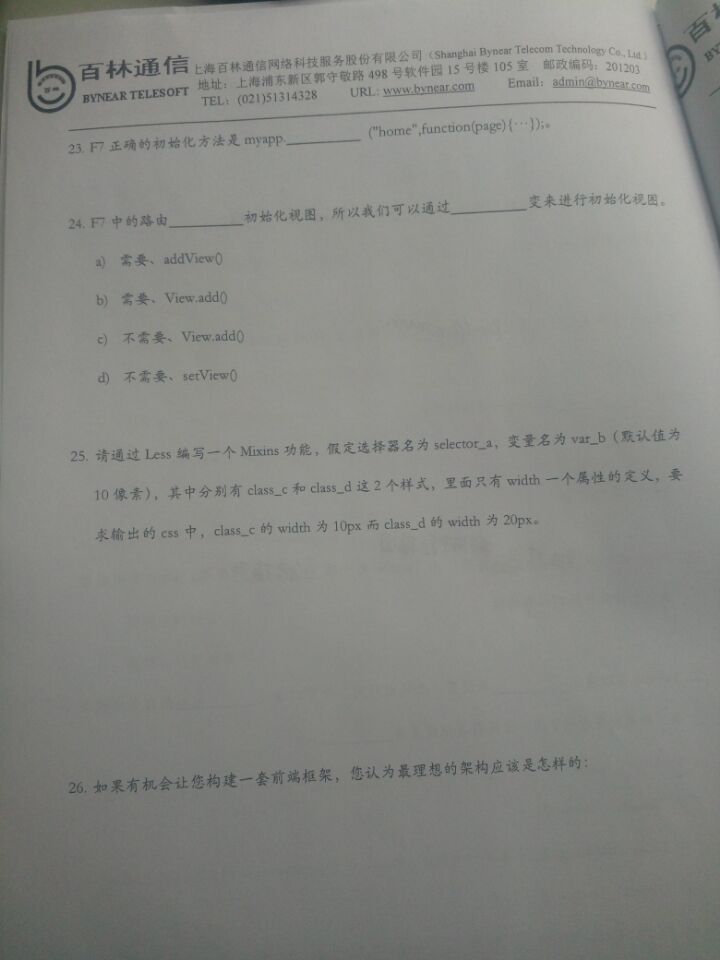 百林通信
BYNEAR TELESOFT
上海百林通信网络科技服务股份有限公司（Shanghai Bynear Telecom Technology Co., Ltd.）
地址：上海浦东新区郭守敬路 498 号软件园 15 号楼 105 室 邮政编码：201203
TEL：(021)51314328 URL: www.bynear.com Email：admin@bynear.com
23. F7 正确的初始化方法是 myapp.__________ ("home",function(page){…});。
24. F7 中的路由__________初始化视图，所以我们可以通过__________变来进行初始化视图。
a) 需要、addView()
b) 需要、View.add()
c) 不需要、View.add()
d) 不需要、setView()
25. 请通过 Less 编写一个 Mixins 功能，假定选择器名为 selector_a，变量名为 var_b（默认值为
10 像素），其中分别有 class_c 和 class_d 这 2 个样式，里面只有 width 一个属性的定义，要
求输出的 css 中，class_c 的 width 为 10px 而 class_d 的 width 为 20px。
26. 如果有机会让您构建一套前端框架，您认为最理想的架构应该是怎样的：